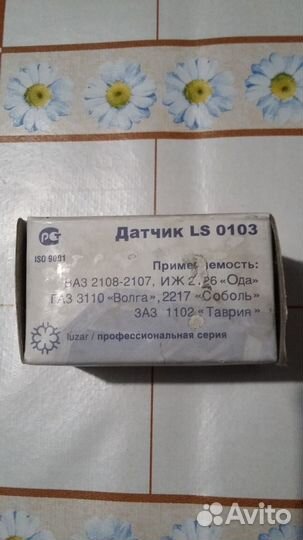 РСТ
Датчик LS 0103
ISO 9001
Применяемость:
ВАЗ 2108-2107, ИЖ 2126 «Ода»
ГАЗ 3110 «Волга», 2217 «Соболь»
ЗАЗ 1102 «Таврия»
luzar / профессиональная серия
Avito